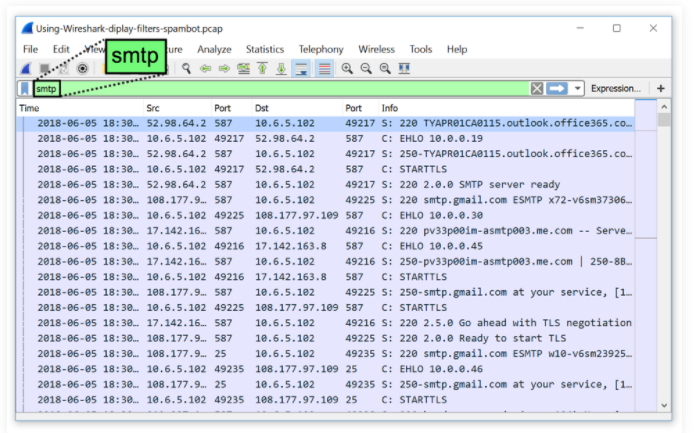 Using-Wireshark-diplay-filters-spambot.pcap
File Edit View ure Analyze Statistics Telephony Wireless Tools Help
smtp
smtp Expression... +
Time Src Port Dst Port Info
2018-06-05 18:30… 52.98.64.2 587 10.6.5.102 49217 S: 220 TYAPR01CA0115.outlook.office365.co…
2018-06-05 18:30… 10.6.5.102 49217 52.98.64.2 587 C: EHLO 10.0.0.19
2018-06-05 18:30… 52.98.64.2 587 10.6.5.102 49217 S: 250-TYAPR01CA0115.outlook.office365.co…
2018-06-05 18:30… 10.6.5.102 49217 52.98.64.2 587 C: STARTTLS
2018-06-05 18:30… 52.98.64.2 587 10.6.5.102 49217 S: 220 2.0.0 SMTP server ready
2018-06-05 18:30… 108.177.9… 587 10.6.5.102 49225 S: 220 smtp.gmail.com ESMTP x72-v6sm37306…
2018-06-05 18:30… 10.6.5.102 49225 108.177.97.109 587 C: EHLO 10.0.0.30
2018-06-05 18:30… 17.142.16… 587 10.6.5.102 49216 S: 220 pv33p00im-asmtp003.me.com -- Serve…
2018-06-05 18:30… 10.6.5.102 49216 17.142.163.8 587 C: EHLO 10.0.0.45
2018-06-05 18:30… 17.142.16… 587 10.6.5.102 49216 S: 250-pv33p00im-asmtp003.me.com | 250-8B…
2018-06-05 18:30… 10.6.5.102 49216 17.142.163.8 587 C: STARTTLS
2018-06-05 18:30… 108.177.9… 587 10.6.5.102 49225 S: 250-smtp.gmail.com at your service, [1…
2018-06-05 18:30… 10.6.5.102 49225 108.177.97.109 587 C: STARTTLS
2018-06-05 18:30… 17.142.16… 587 10.6.5.102 49216 S: 220 2.5.0 Go ahead with TLS negotiation
2018-06-05 18:30… 108.177.9… 587 10.6.5.102 49225 S: 220 2.0.0 Ready to start TLS
2018-06-05 18:30… 108.177.9… 25 10.6.5.102 49235 S: 220 smtp.gmail.com ESMTP w10-v6sm23925…
2018-06-05 18:30… 10.6.5.102 49235 108.177.97.109 25 C: EHLO 10.0.0.46
2018-06-05 18:30… 108.177.9… 25 10.6.5.102 49235 S: 250-smtp.gmail.com at your service, [1…
2018-06-05 18:30… 10.6.5.102 49235 108.177.97.109 25 C: STARTTLS